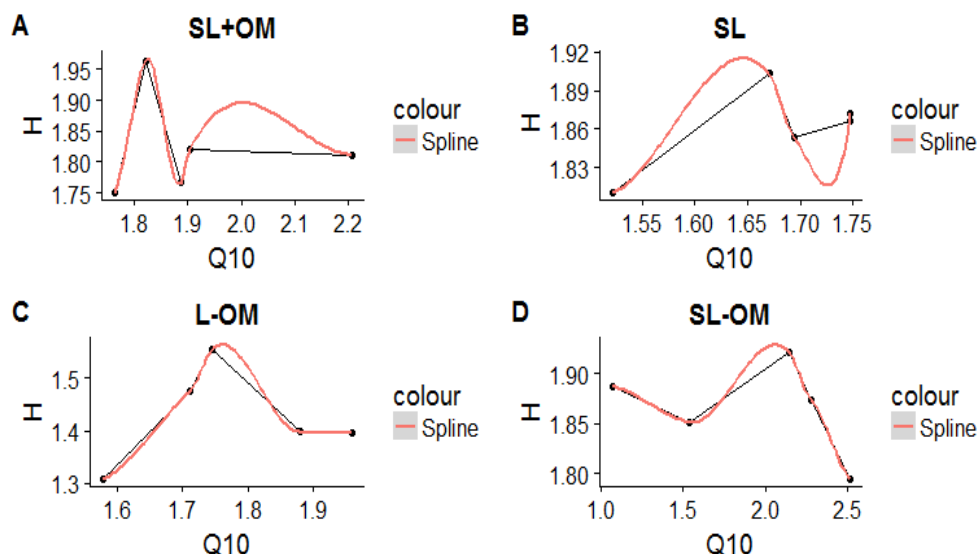 A SL+OM
1.95
1.90
1.85
1.80
1.75
H
1.8 1.9 2.0 2.1 2.2
Q10
colour
Spline
B SL
1.92
1.89
1.86
1.83
H
1.55 1.60 1.65 1.70 1.75
Q10
colour
Spline
C L-OM
1.5
1.4
1.3
H
1.6 1.7 1.8 1.9
Q10
colour
Spline
D SL-OM
1.90
1.85
1.80
H
1.0 1.5 2.0 2.5
Q10
colour
Spline